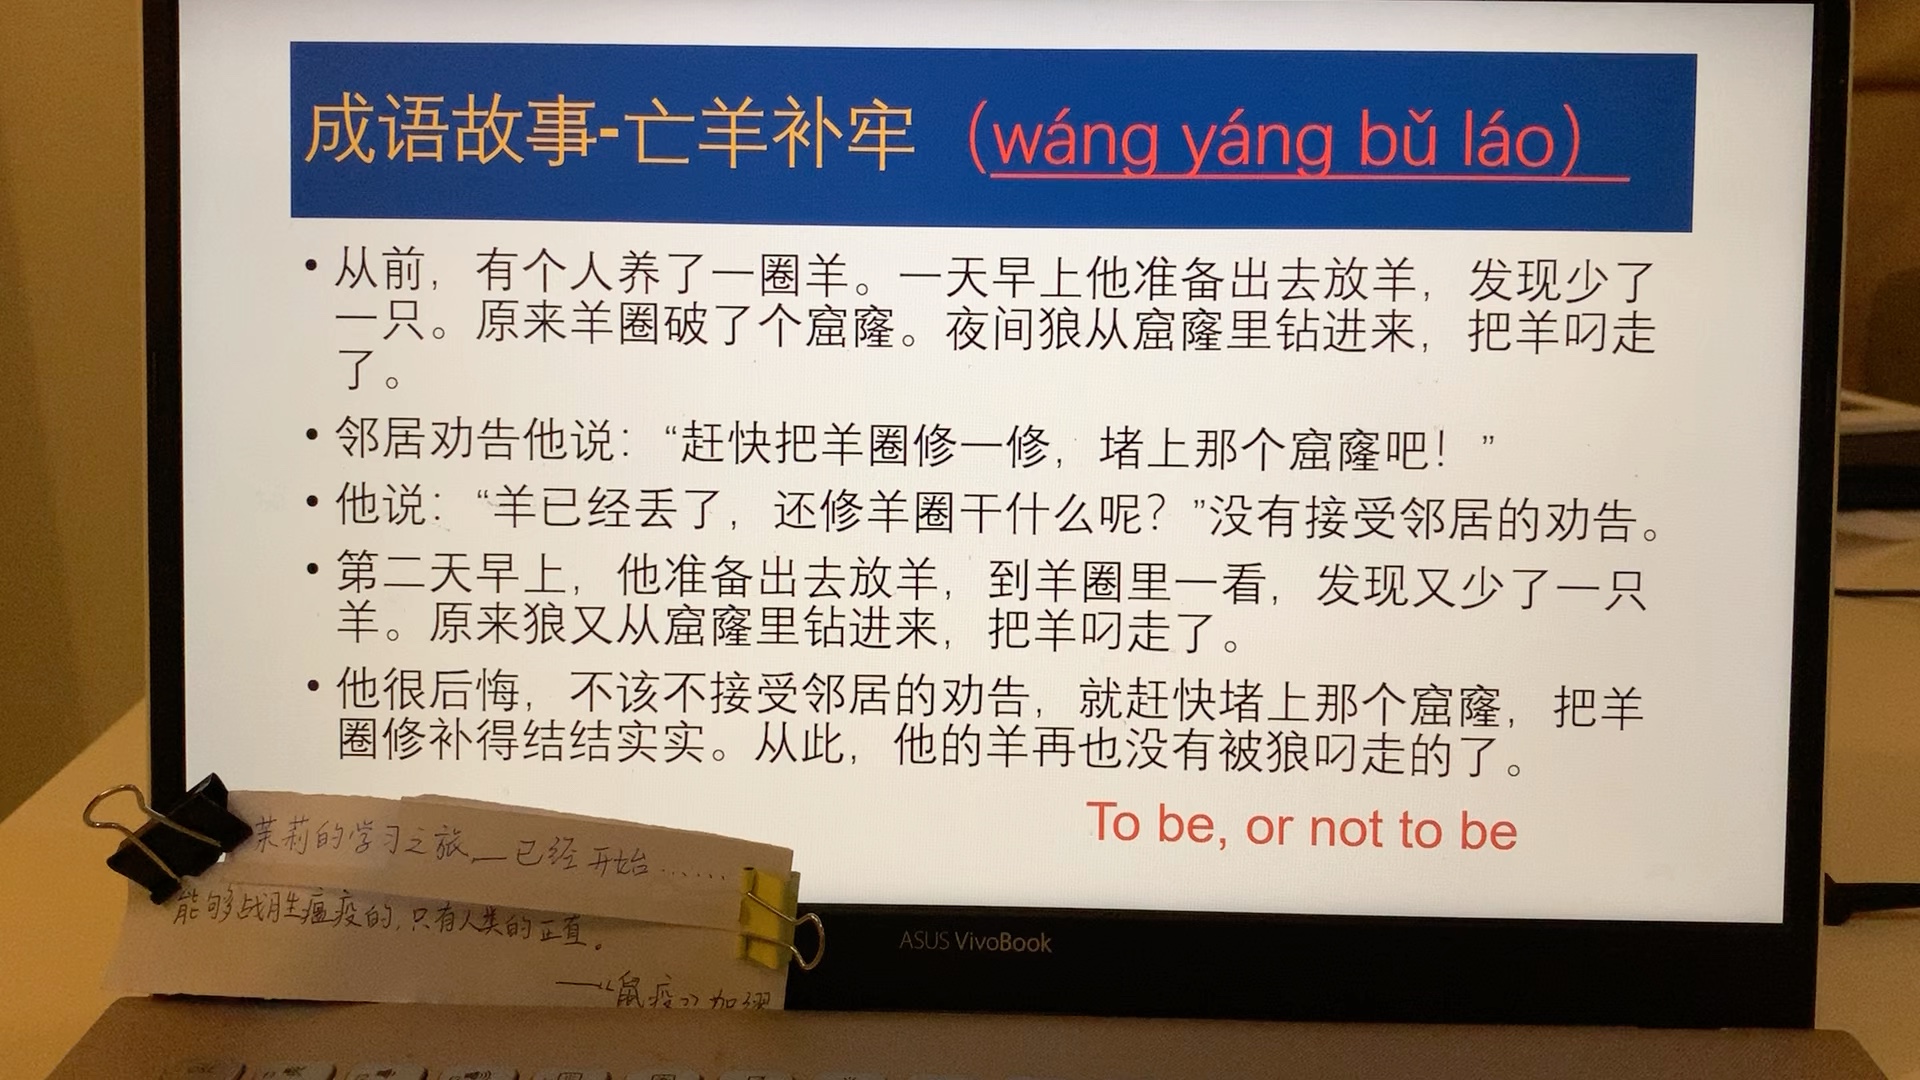 成语故事-亡羊补牢（wáng yáng bǔ láo）
• 从前，有个人养了一圈羊。一天早上他准备出去放羊，发现少了
一只。原来羊圈破了个窟窿。夜间狼从窟窿里钻进来，把羊叼走
了。
• 邻居劝告他说：“赶快把羊圈修一修，堵上那个窟窿吧！”
• 他说：“羊已经丢了，还修羊圈干什么呢？”没有接受邻居的劝告。
• 第二天早上，他准备出去放羊，到羊圈里一看，发现又少了一只
羊。原来狼又从窟窿里钻进来，把羊叼走了。
• 他很后悔，不该不接受邻居的劝告，就赶快堵上那个窟窿，把羊
圈修补得结结实实。从此，他的羊再也没有被狼叼走的了。
To be, or not to be
茉莉的学习之旅—已经开始……
能够战胜瘟疫的，只有人类的正直。
——《鼠疫》加缪
ASUS VivoBook